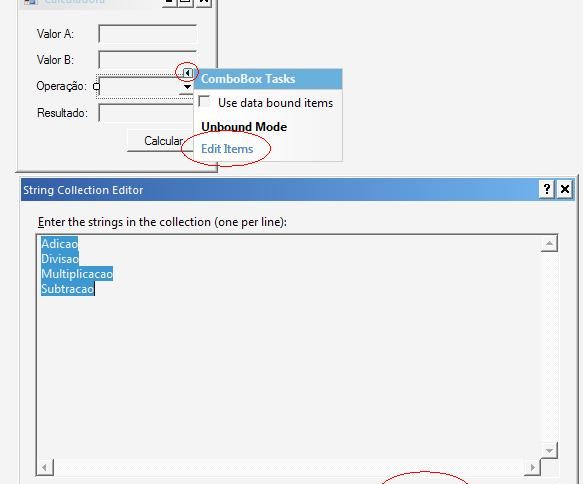 Calculadora
Valor A:
Valor B:
Operação:
Resultado:
Calcular
ComboBox Tasks
Use data bound items
Unbound Mode
Edit Items
String Collection Editor
Enter the strings in the collection (one per line):
Adicao
Divisao
Multiplicacao
Subtracao